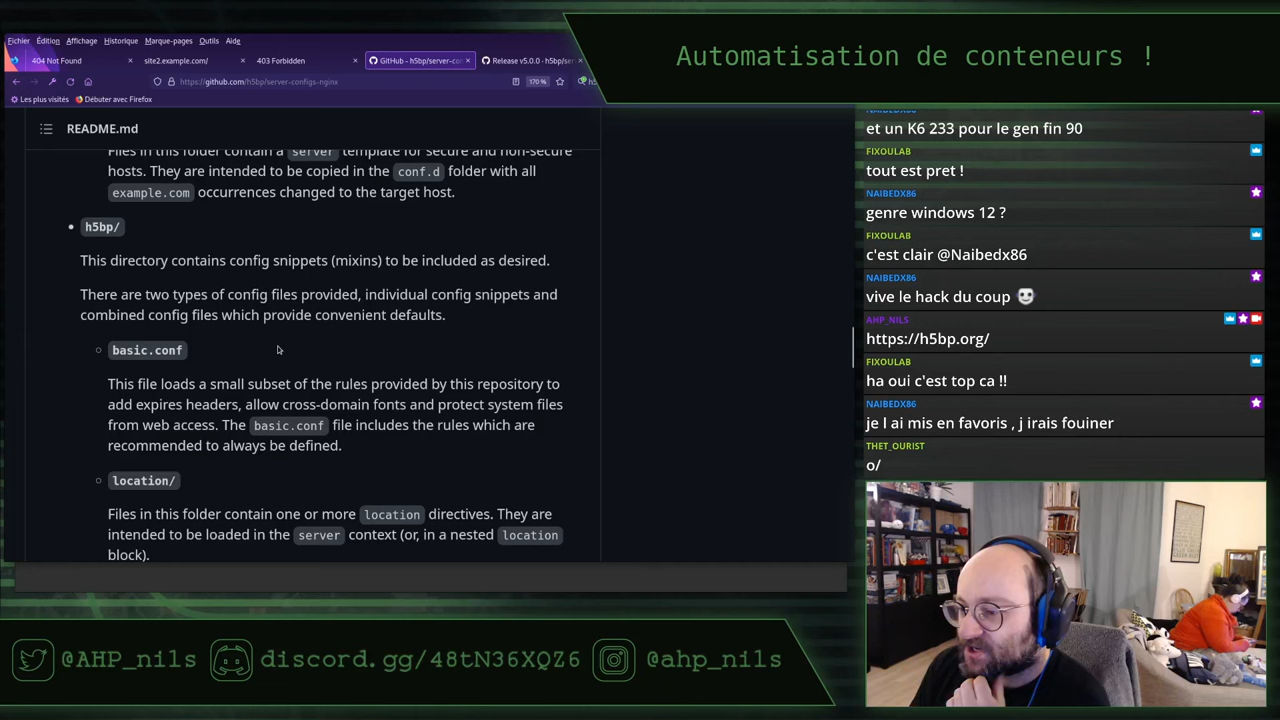 Fichier Édition Affichage Historique Marque-pages Outils Aide
404 Not Found × site2.example.com/ × 403 Forbidden × GitHub - h5bp/server-con × Release v5.0.0 · h5bp/se
https://github.com/h5bp/server-configs-nginx 170 %
Les plus visités Débuter avec Firefox
README.md
Files in this folder contain a server template for secure and non-secure
hosts. They are intended to be copied in the conf.d folder with all
example.com occurrences changed to the target host.
h5bp/
This directory contains config snippets (mixins) to be included as desired.
There are two types of config files provided, individual config snippets and
combined config files which provide convenient defaults.
basic.conf
This file loads a small subset of the rules provided by this repository to
add expires headers, allow cross-domain fonts and protect system files
from web access. The basic.conf file includes the rules which are
recommended to always be defined.
location/
Files in this folder contain one or more location directives. They are
intended to be loaded in the server context (or, in a nested location
block).
Automatisation de conteneurs !
NAIBEDX86
et un K6 233 pour le gen fin 90
FIXOULAB
tout est pret !
NAIBEDX86
genre windows 12 ?
FIXOULAB
c'est clair @Naibedx86
NAIBEDX86
vive le hack du coup
AHP_NILS
https://h5bp.org/
FIXOULAB
ha oui c'est top ca !!
NAIBEDX86
je l ai mis en favoris , j irais fouiner
THET_OURIST
o/
@AHP_nils discord.gg/48tN36XQZ6 @ahp_nils